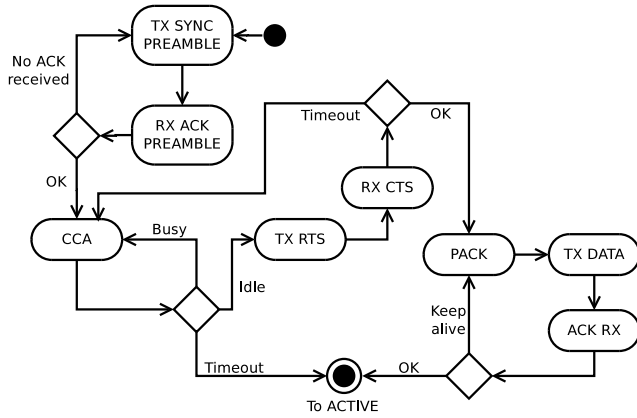 TX SYNC
PREAMBLE
No ACK
received
RX ACK
PREAMBLE
Timeout
OK
OK
RX CTS
CCA
Busy
TX RTS
PACK
TX DATA
Idle
Keep
alive
ACK RX
Timeout
OK
To ACTIVE